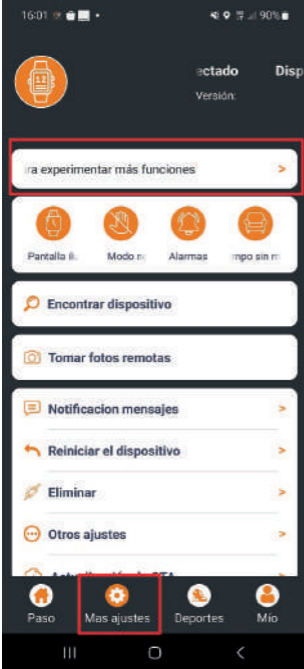 16:01
90%
ectado Disp
Versión:
ra experimentar más funciones >
Pantalla Modo Alarmas mpo sin
Encontrar dispositivo
Tomar fotos remotas
Notificacion mensajes >
Reiniciar el dispositivo >
Eliminar >
Otros ajustes >
Paso Mas ajustes Deportes Mío